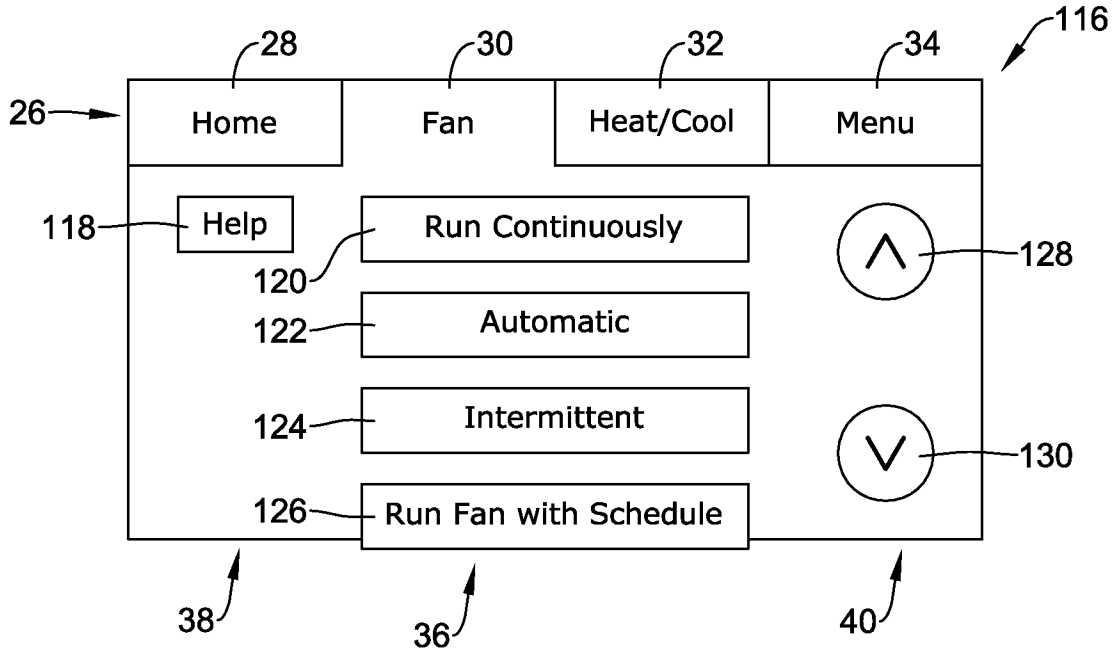 28 30 32 34 116
26 Home Fan Heat/Cool Menu
118 Help Run Continuously 128
120
122 Automatic
124 Intermittent 130
126 Run Fan with Schedule
38 36 40